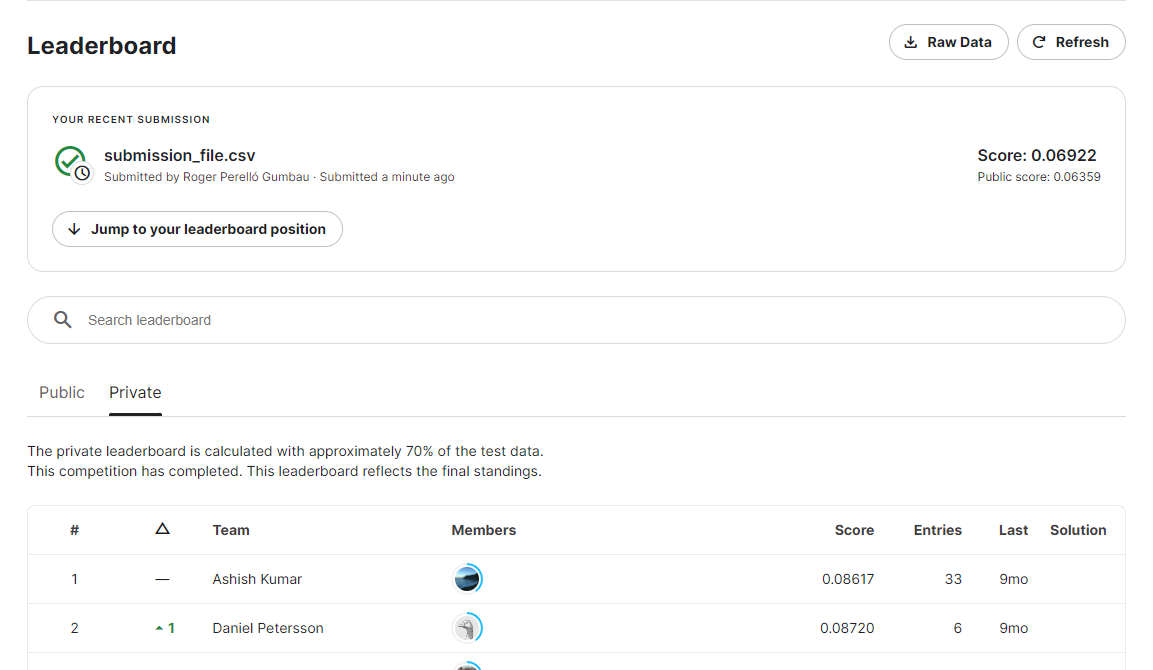 Leaderboard
Raw Data
Refresh
YOUR RECENT SUBMISSION
submission_file.csv
Score: 0.06922
Submitted by Roger Perelló Gumbau · Submitted a minute ago
Public score: 0.06359
Jump to your leaderboard position
Search leaderboard
Public Private
The private leaderboard is calculated with approximately 70% of the test data.
This competition has completed. This leaderboard reflects the final standings.
# △ Team Members Score Entries Last Solution
1 — Ashish Kumar 0.08617 33 9mo
2 1 Daniel Petersson 0.08720 6 9mo